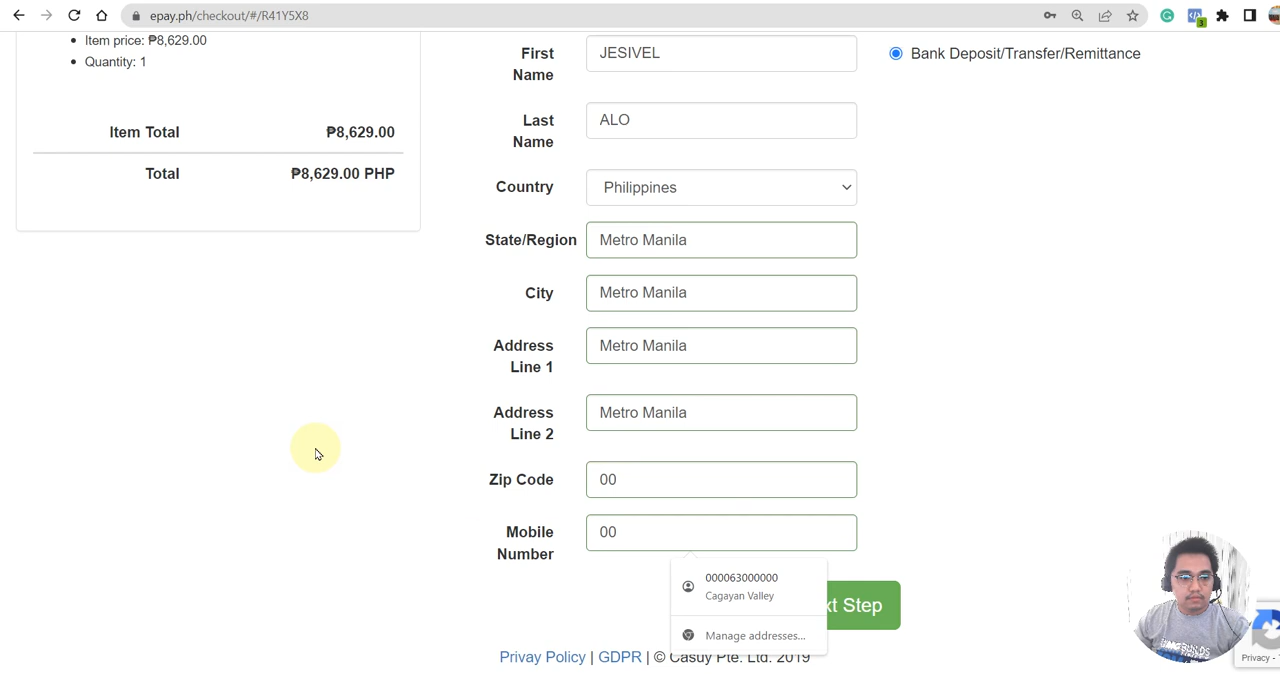 epay.ph/checkout/#/R41Y5X8
3
• Item price: ₱8,629.00
• Quantity: 1
Item Total ₱8,629.00
Total ₱8,629.00 PHP
First Name JESIVEL
Last Name ALO
Country Philippines
State/Region Metro Manila
City Metro Manila
Address Line 1 Metro Manila
Address Line 2 Metro Manila
Zip Code 00
Mobile Number 00
000063000000
Cagayan Valley
Manage addresses...
xt Step
Bank Deposit/Transfer/Remittance
Privay Policy | GDPR | © Casuy Pte. Ltd. 2019
Privacy -